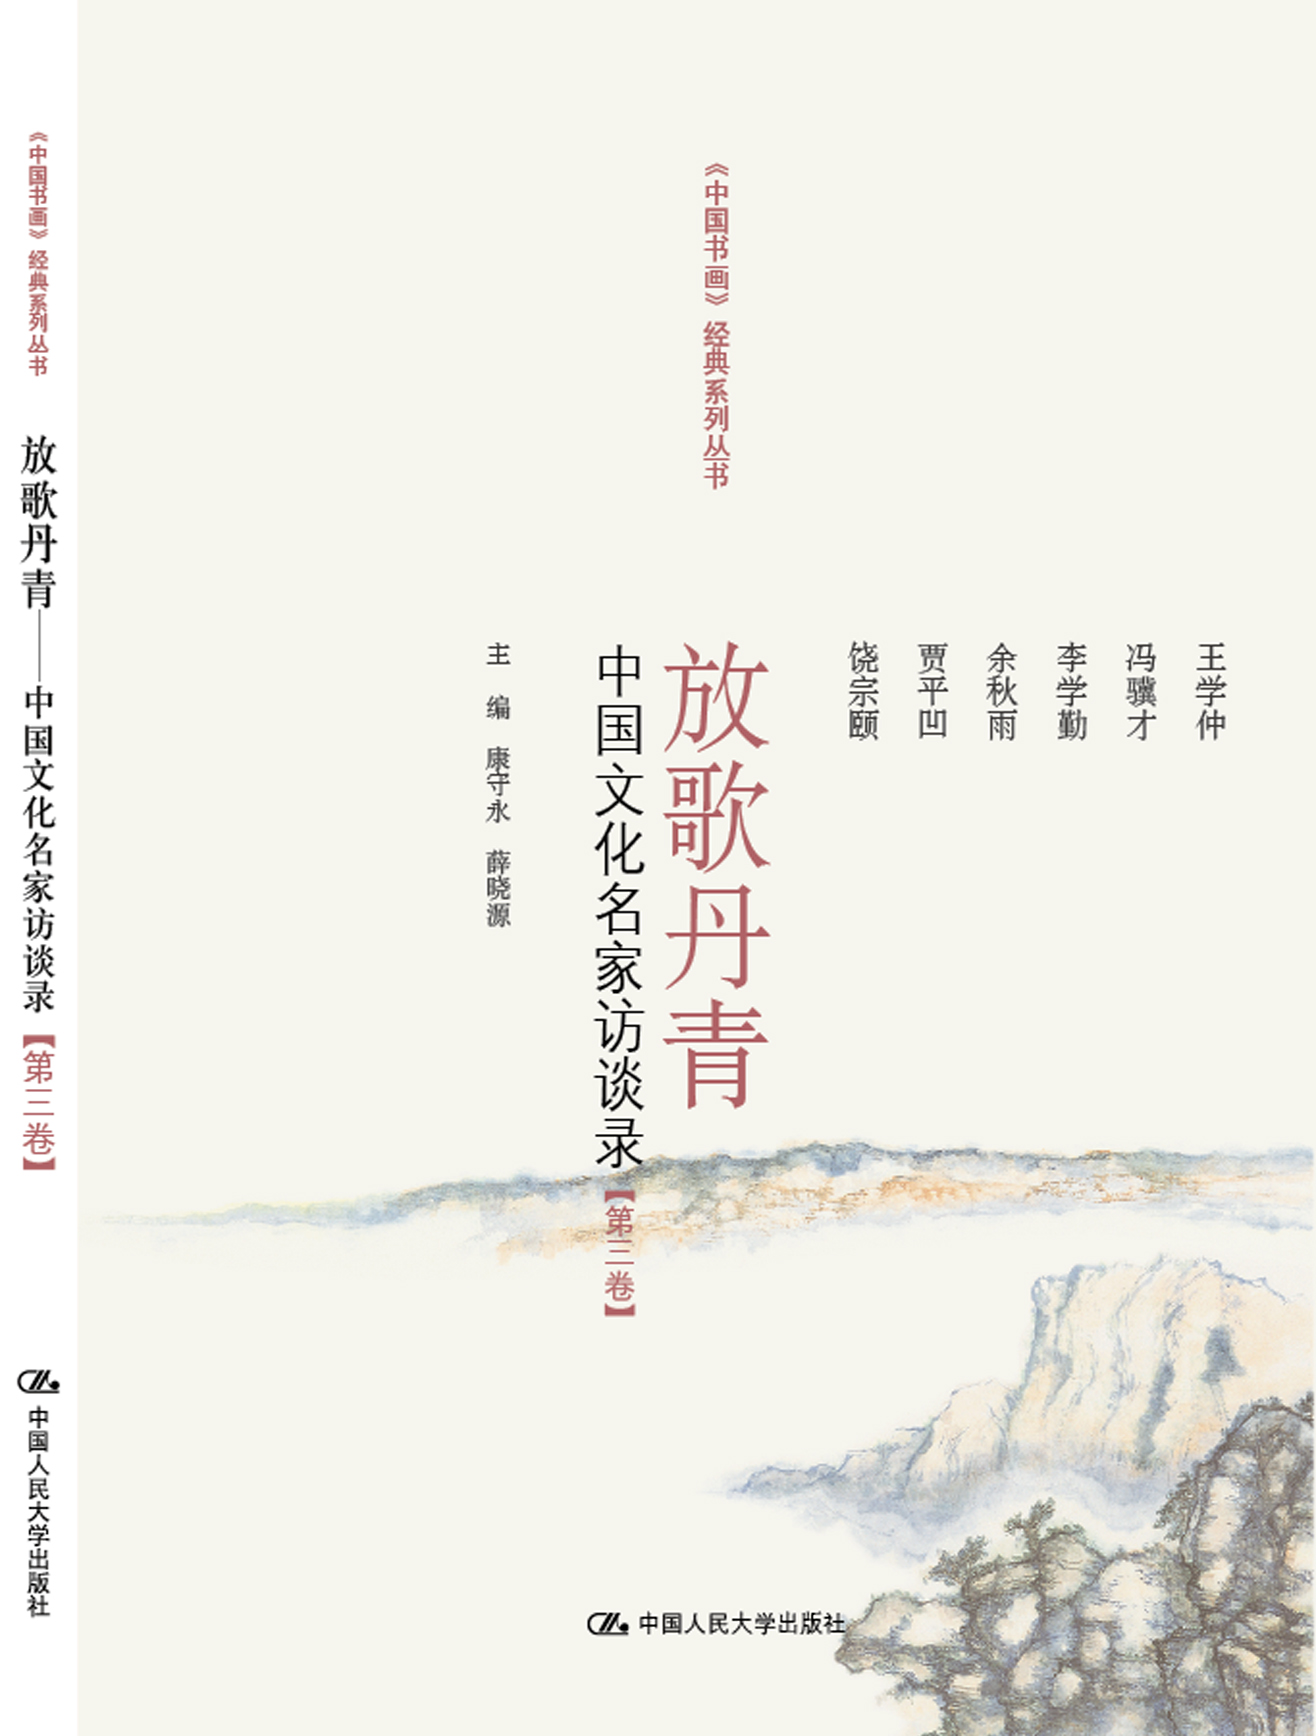 《中国书画》经典系列丛书
放歌丹青——中国文化名家访谈录【第三卷】
中国人民大学出版社
《中国书画》经典系列丛书
王学仲
冯骥才
李学勤
余秋雨
贾平凹
饶宗颐
放歌丹青
中国文化名家访谈录【第三卷】
主 编 康守永 薛晓源
中国人民大学出版社